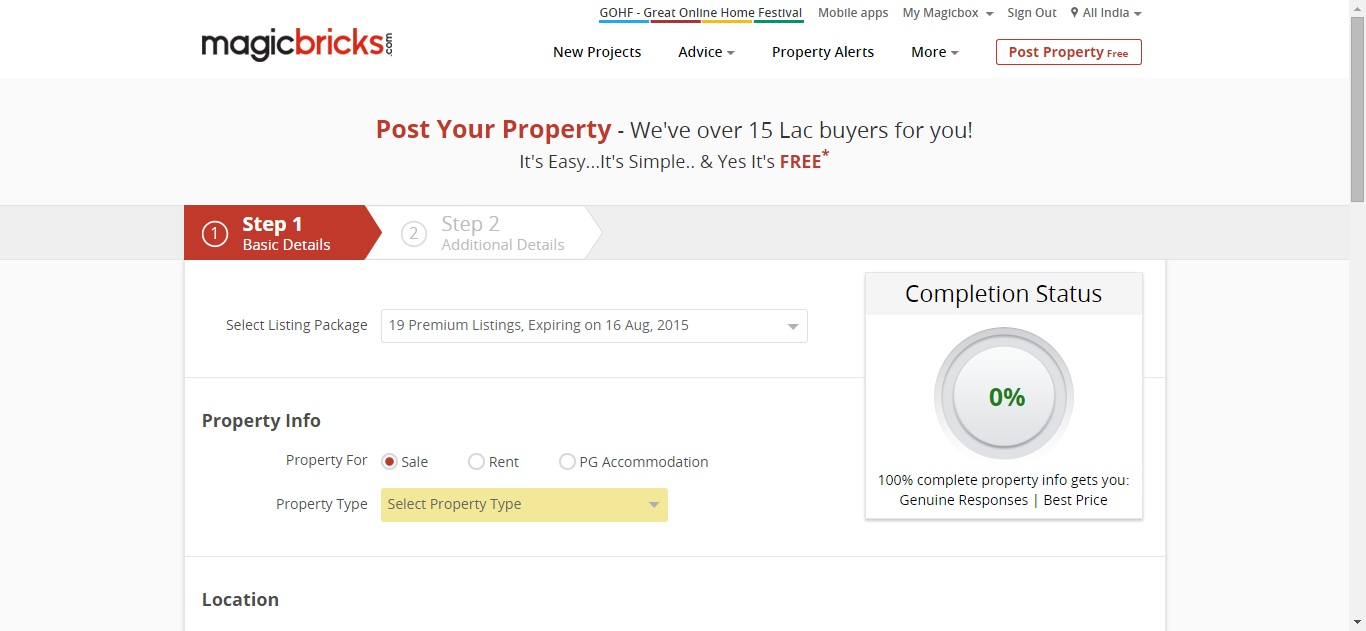 GOHF - Great Online Home Festival Mobile apps My Magicbox Sign Out All India
magicbricks.com
New Projects Advice Property Alerts More Post Property Free
Post Your Property - We've over 15 Lac buyers for you!
It's Easy...It's Simple.. & Yes It's FREE*
1 Step 1
Basic Details
2 Step 2
Additional Details
Select Listing Package 19 Premium Listings, Expiring on 16 Aug, 2015
Property Info
Property For Sale Rent PG Accommodation
Property Type Select Property Type
Completion Status
0%
100% complete property info gets you:
Genuine Responses | Best Price
Location